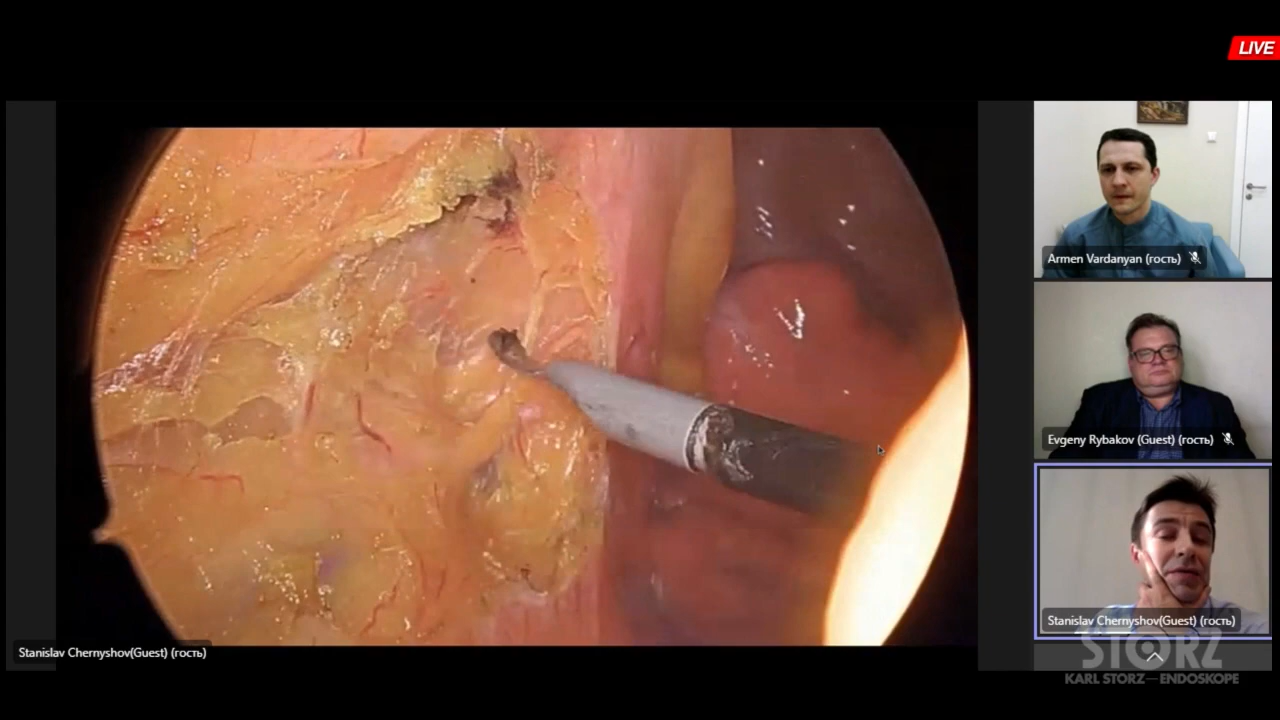 LIVE
Armen Vardanyan (гость)
Evgeny Rybakov (Guest) (гость)
Stanislav Chernyshov(Guest) (гость)
Stanislav Chernyshov(Guest) (гость)
STORZ
KARL STORZ—ENDOSKOPE